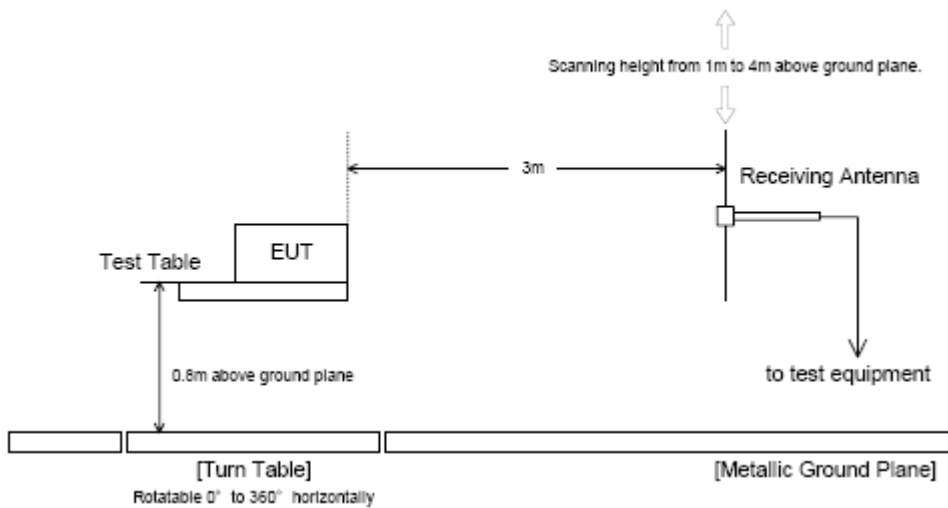 Scanning height from 1m to 4m above ground plane.
3m
Receiving Antenna
EUT
Test Table
0.8m above ground plane
to test equipment
[Turn Table]
[Metallic Ground Plane]
Rotatable 0° to 360° horizontally